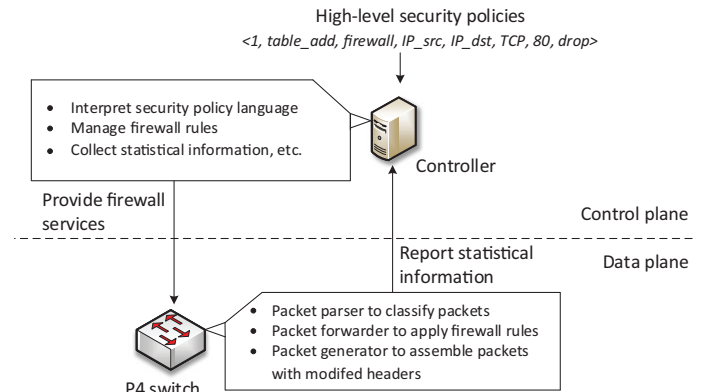 High-level security policies
<1, table_add, firewall, IP_src, IP_dst, TCP, 80, drop>
• Interpret security policy language
• Manage firewall rules
• Collect statistical information, etc.
Controller
Provide firewall
services
Control plane
Report statistical
information
Data plane
• Packet parser to classify packets
• Packet forwarder to apply firewall rules
• Packet generator to assemble packets
with modifed headers
P4 switch